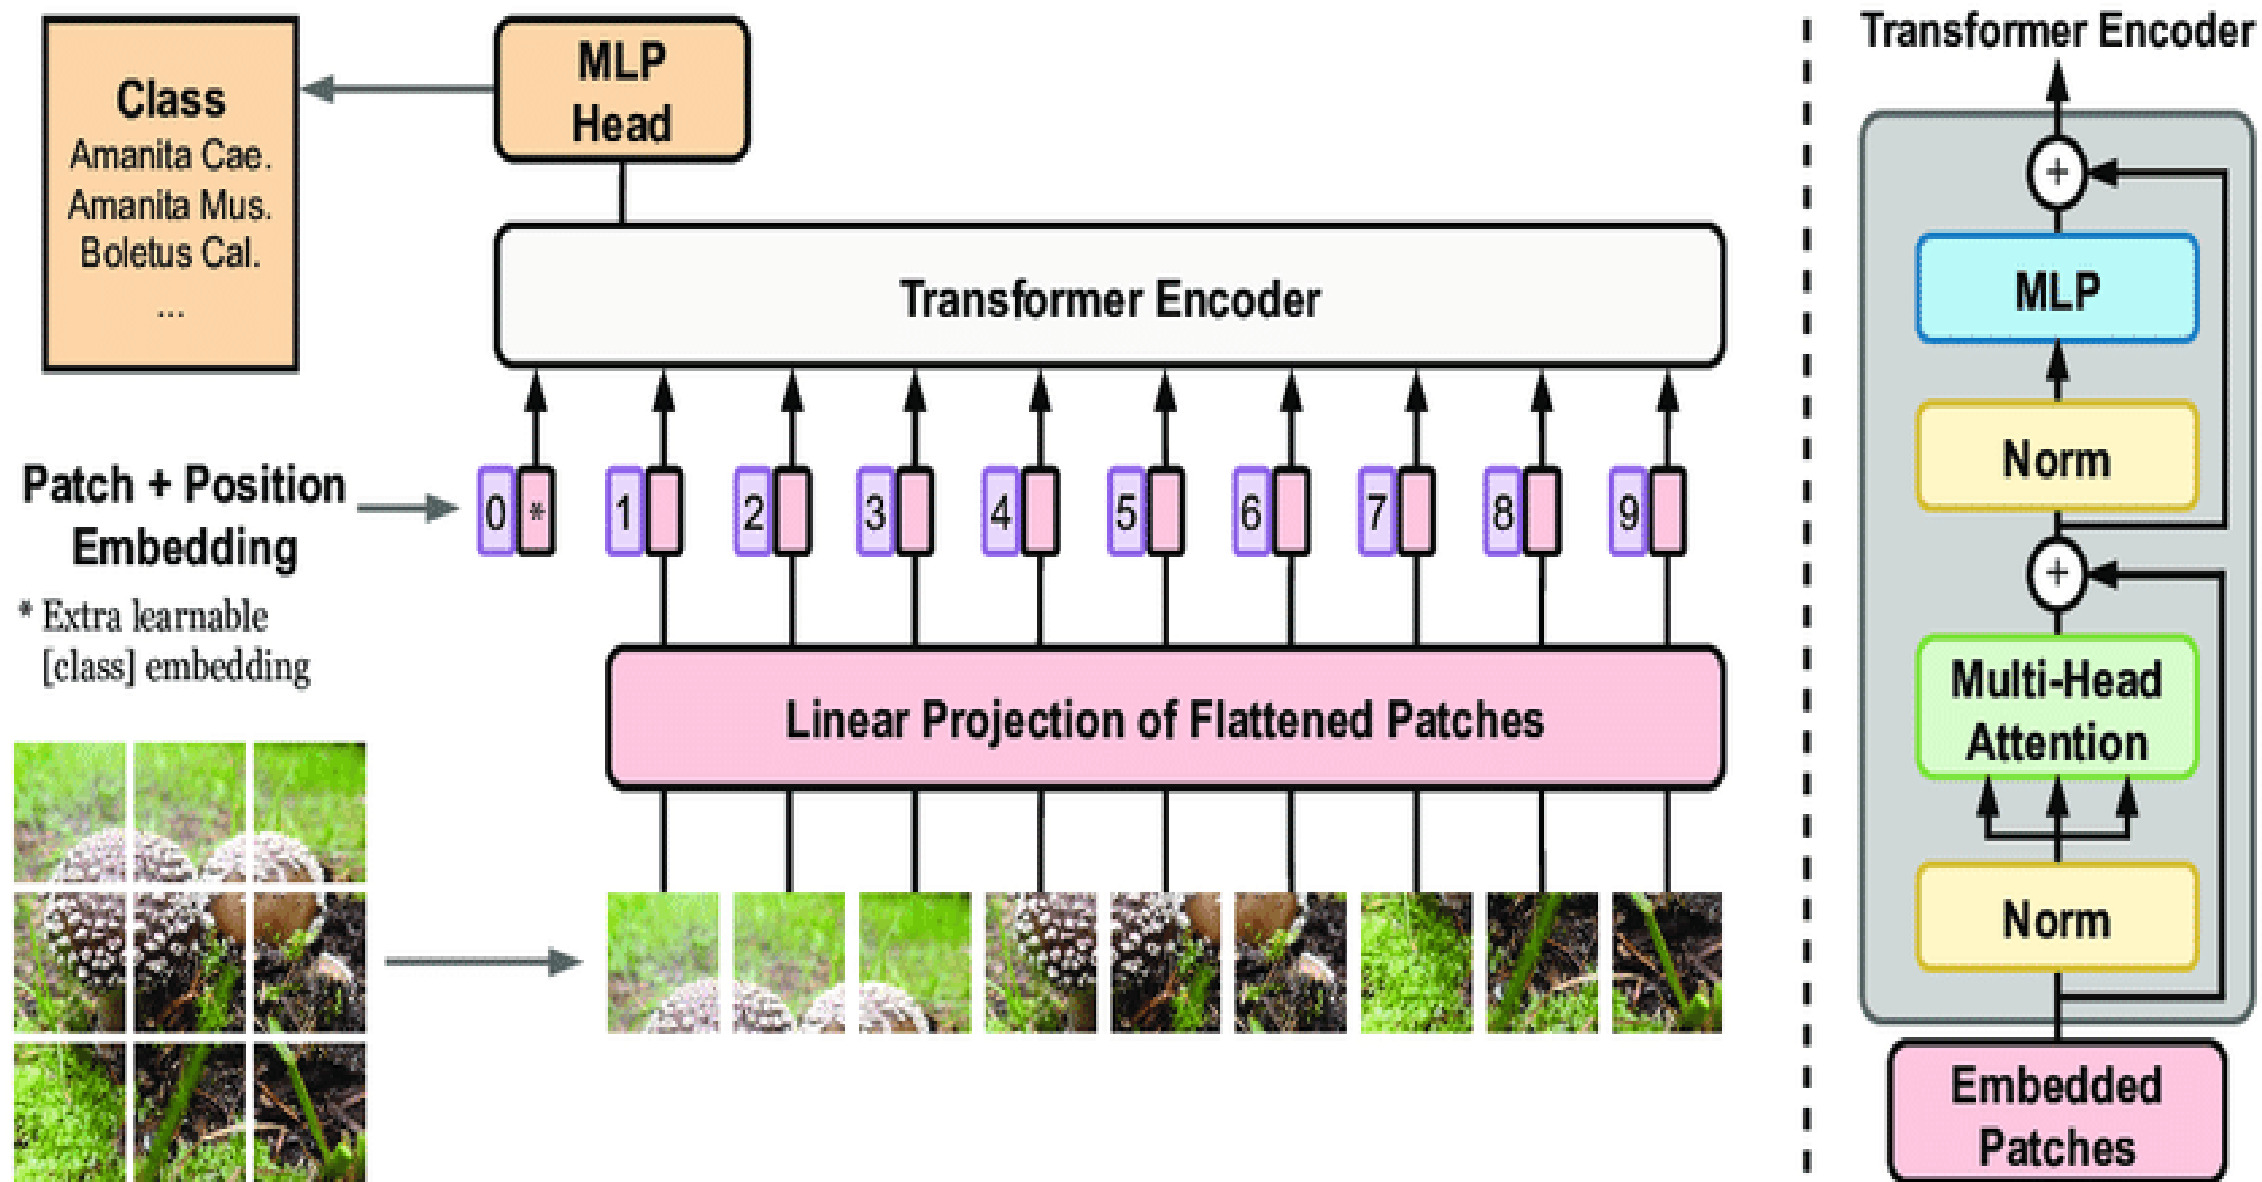 Class
Amanita Cae.
Amanita Mus.
Boletus Cal.
...
MLP
Head
Transformer Encoder
Patch + Position
Embedding
* Extra learnable
[class] embedding
0 * 1 2 3 4 5 6 7 8 9
Linear Projection of Flattened Patches
Transformer Encoder
+
MLP
Norm
+
Multi-Head
Attention
Norm
Embedded
Patches